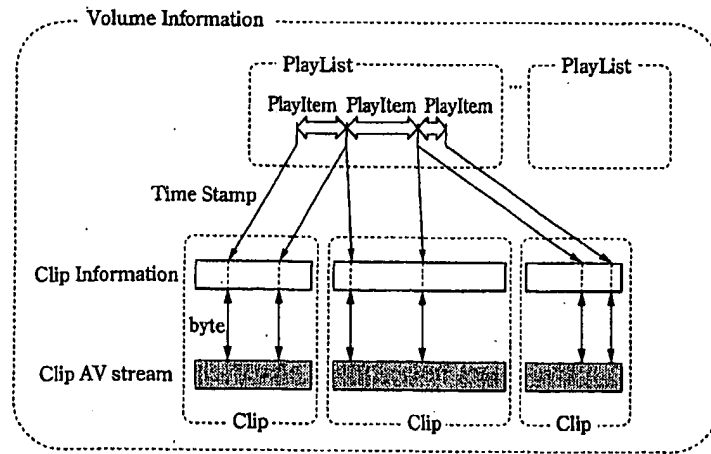 Volume Information
PlayList
PlayList
...
PlayItem PlayItem PlayItem
Time Stamp
Clip Information
byte
Clip AV stream
Clip
Clip
Clip